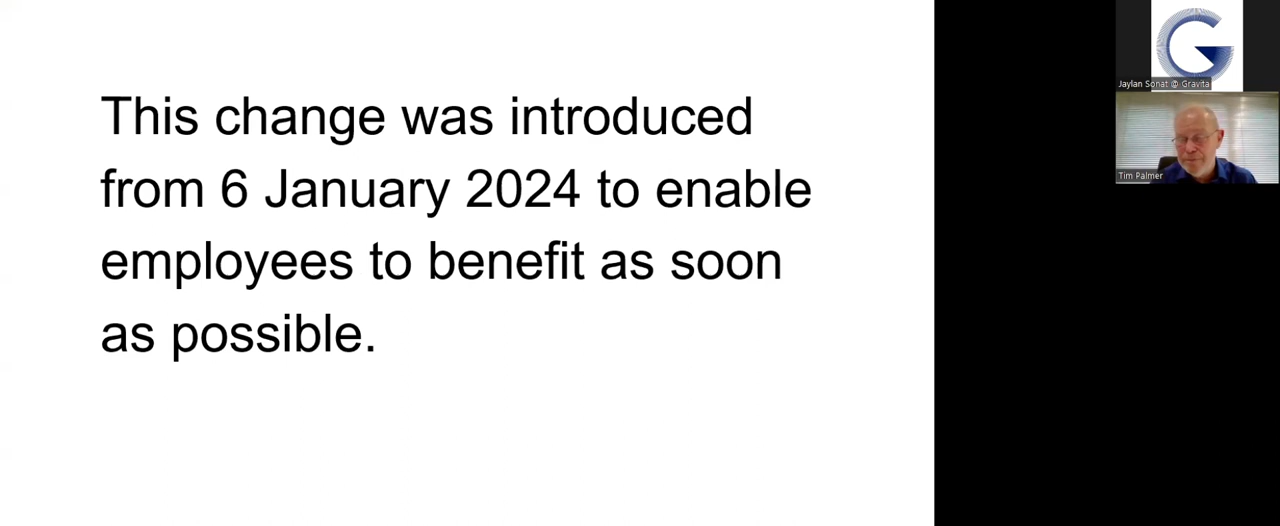 This change was introduced
from 6 January 2024 to enable
employees to benefit as soon
as possible.
G
Jaylan Sonat @ Gravita
Tim Palmer